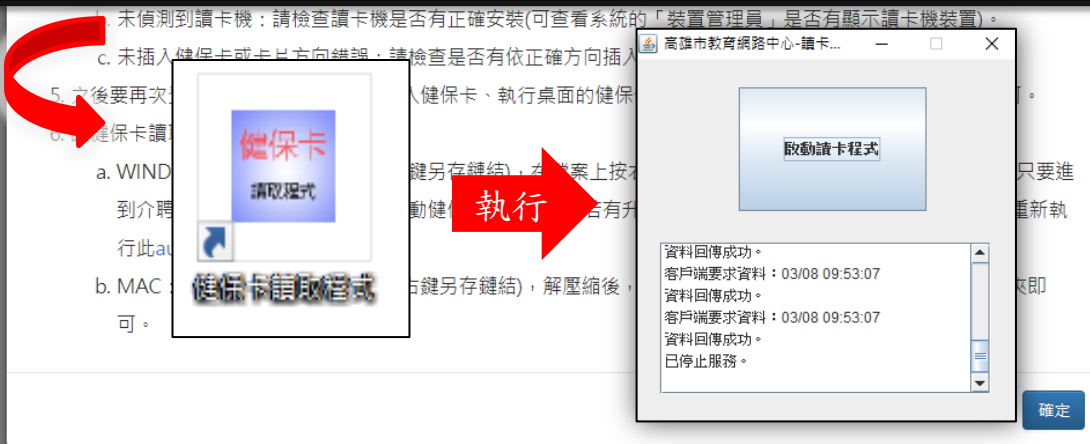 b. 未偵測到讀卡機：請檢查讀卡機是否有正確安裝(可查看系統的「裝置管理員」是否有顯示讀卡機裝置)。
c. 未插入健保卡或卡片方向錯誤：請檢查是否有依正確方向插入
5. 之後要再次
入健保卡、執行桌面的健保
健保卡讀
a. WIND
鍵另存鏈結)，在檔案上按
只要進
到介聘
動健
若有升
重新執
行此au
b. MAC：
右鍵另存鏈結)，解壓縮後，
夾即
可。
健保卡
讀取程式
健保卡讀取程式
執行
高雄市教育網路中心-讀卡...
啟動讀卡程式
資料回傳成功。
客戶端要求資料：03/08 09:53:07
資料回傳成功。
客戶端要求資料：03/08 09:53:07
資料回傳成功。
已停止服務。
確定